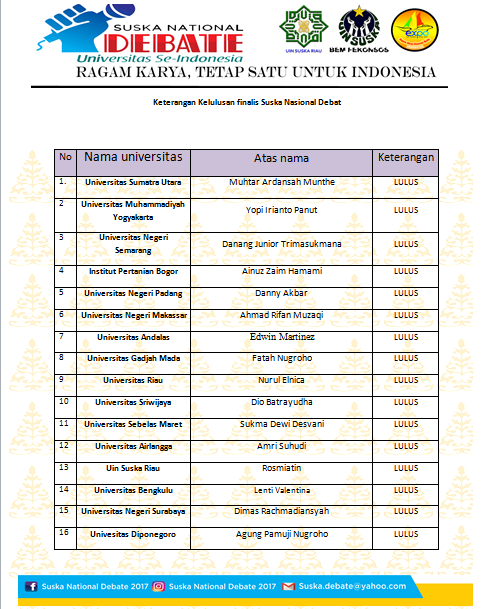 SUSKA NATIONAL
DEBATE
Universitas Se-Indonesia
UIN SUSKA RIAU
BEM FEKONSOS
expo
RAGAM KARYA, TETAP SATU UNTUK INDONESIA
Keterangan Kelulusan finalis Suska Nasional Debat
No Nama universitas Atas nama Keterangan
1. Universitas Sumatra Utara Muhtar Ardansah Munthe LULUS
2 Universitas Muhammadiyah Yogyakarta Yopi Irianto Panut LULUS
3 Universitas Negeri Semarang Danang Junior Trimasukmana LULUS
4 Institut Pertanian Bogor Ainuz Zaim Hamami LULUS
5 Universitas Negeri Padang Danny Akbar LULUS
6 Universitas Negeri Makassar Ahmad Rifan Muzaqi LULUS
7 Universitas Andalas Edwin Martinez LULUS
8 Universitas Gadjah Mada Fatah Nugroho LULUS
9 Universitas Riau Nurul Elnica LULUS
10 Universitas Sriwijaya Dio Batrayudha LULUS
11 Universitas Sebelas Maret Sukma Dewi Desvani LULUS
12 Universitas Airlangga Amri Suhudi LULUS
13 Uin Suska Riau Rosmiatin LULUS
14 Universitas Bengkulu Lenti Valentina LULUS
15 Universitas Negeri Surabaya Dimas Rachmadiansyah LULUS
16 Univesitas Diponegoro Agung Pamuji Nugroho LULUS
Suska National Debate 2017 Suska National Debate 2017 Suska.debate@yahoo.com